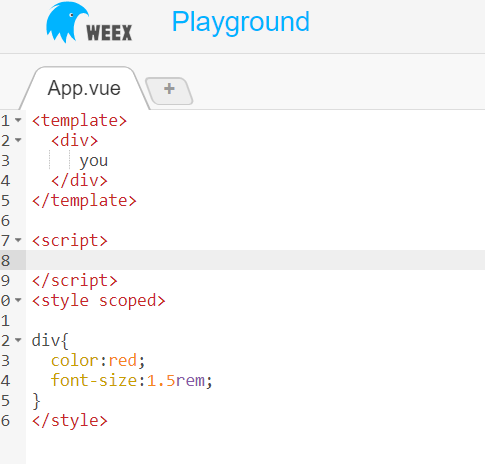 WEEX Playground
App.vue +
1 <template>
2 <div>
3 you
4 </div>
5 </template>
6
7 <script>
8
9 </script>
0 <style scoped>
1
2 div{
3 color:red;
4 font-size:1.5rem;
5 }
6 </style>